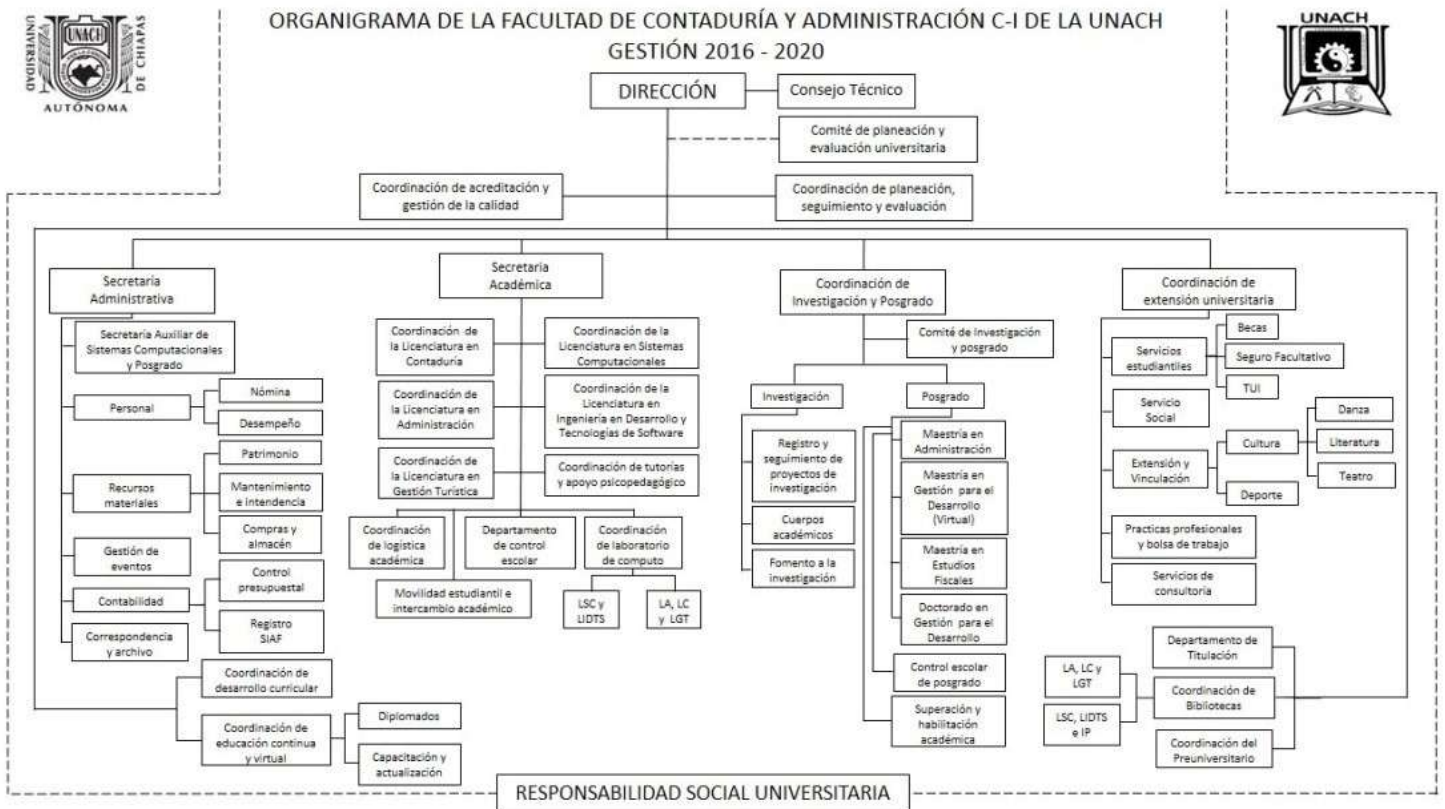 ORGANIGRAMA DE LA FACULTAD DE CONTADURÍA Y ADMINISTRACIÓN C-I DE LA UNACH
GESTIÓN 2016 - 2020
UNIVERSIDAD
UNACH
DE CHIAPAS
AUTÓNOMA
UNACH
DIRECCIÓN
Consejo Técnico
Comité de planeación y
evaluación universitaria
Coordinación de acreditación y
gestión de la calidad
Coordinación de planeación,
seguimiento y evaluación
Secretaría
Administrativa
Secretaría Auxiliar de
Sistemas Computacionales
y Posgrado
Personal
Nómina
Desempeño
Recursos
materiales
Patrimonio
Mantenimiento
e intendencia
Compras y
almacén
Gestión de
eventos
Contabilidad
Control
presupuestal
Registro
SIAF
Correspondencia
y archivo
Secretaria
Académica
Coordinación de
la Licenciatura en
Contaduría
Coordinación de la
Licenciatura en Sistemas
Computacionales
Coordinación de
la Licenciatura en
Administración
Coordinación de la
Licenciatura en
Ingeniería en Desarrollo y
Tecnologías de Software
Coordinación de
la Licenciatura en
Gestión Turística
Coordinación de tutorías
y apoyo psicopedagógico
Coordinación
de logística
académica
Departamento
de control
escolar
Coordinación
de laboratorio
de computo
Movilidad estudiantil e
intercambio académico
LSC y
LIDTS
LA, LC
y LGT
Coordinación de
Investigación y Posgrado
Comité de Investigación
y posgrado
Investigación
Registro y
seguimiento de
proyectos de
investigación
Cuerpos
académicos
Fomento a la
investigación
Posgrado
Maestría en
Administración
Maestría en
Gestión para el
Desarrollo
(Virtual)
Maestría en
Estudios
Fiscales
Doctorado en
Gestión para el
Desarrollo
Control escolar
de posgrado
Superación y
habilitación
académica
Coordinación de
extensión universitaria
Servicios
estudiantiles
Becas
Seguro Facultativo
TUI
Servicio
Social
Extensión y
Vinculación
Cultura
Danza
Literatura
Teatro
Deporte
Practicas profesionales
y bolsa de trabajo
Servicios de
consultoria
Coordinación de
desarrollo curricular
Coordinación de
educación continua
y virtual
Diplomados
Capacitación y
actualización
Departamento de
Titulación
Coordinación de
Bibliotecas
LA, LC y
LGT
LSC, LIDTS
e IP
Coordinación del
Preuniversitario
RESPONSABILIDAD SOCIAL UNIVERSITARIA